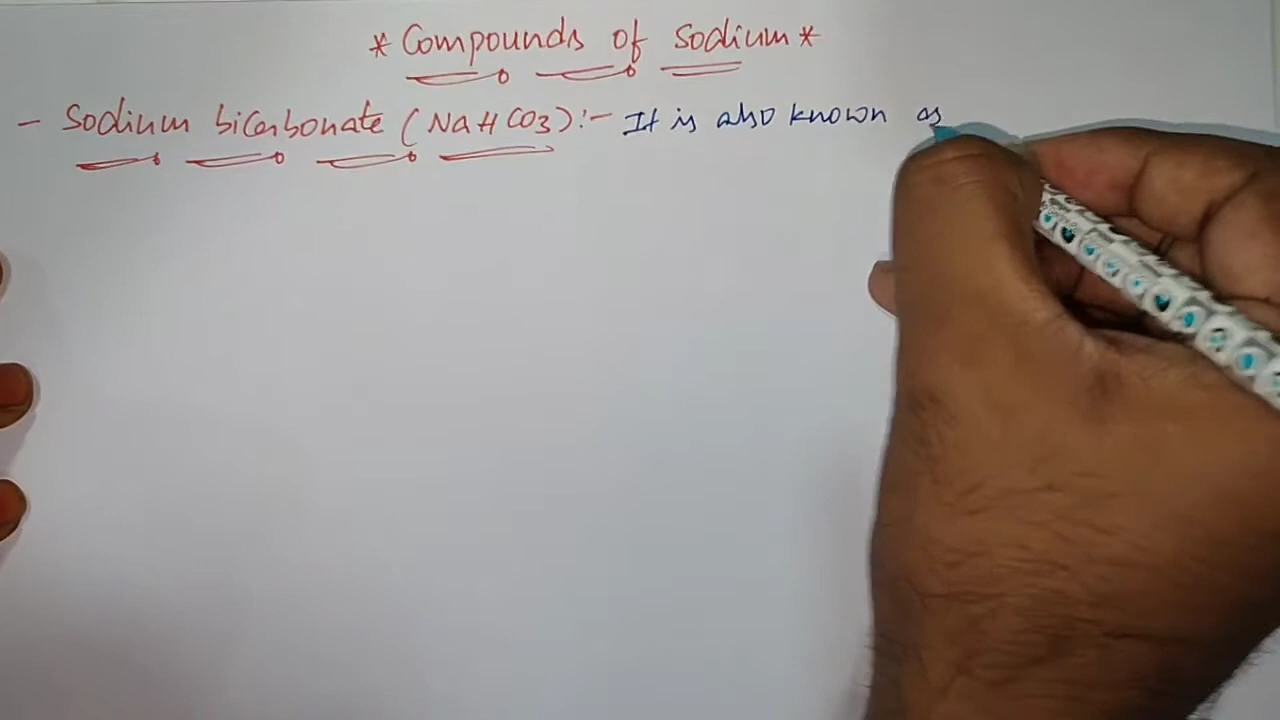 * Compounds of Sodium *
- Sodium bicarbonate (NaHCO3):- It is also known as